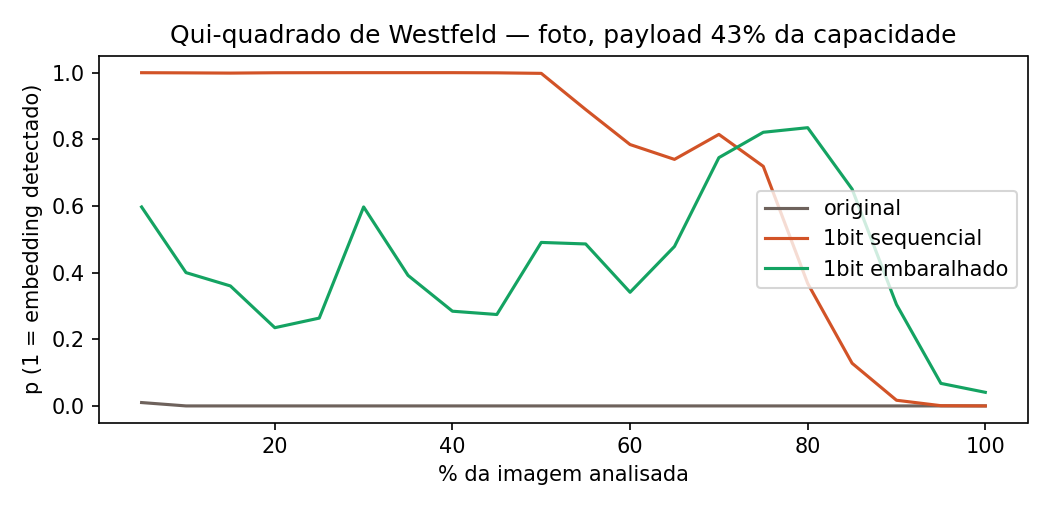 Qui-quadrado de Westfeld — foto, payload 43% da capacidade
p (1 = embedding detectado)
1.0
0.8
0.6
0.4
0.2
0.0
original
1bit sequencial
1bit embaralhado
20
40
60
80
100
% da imagem analisada